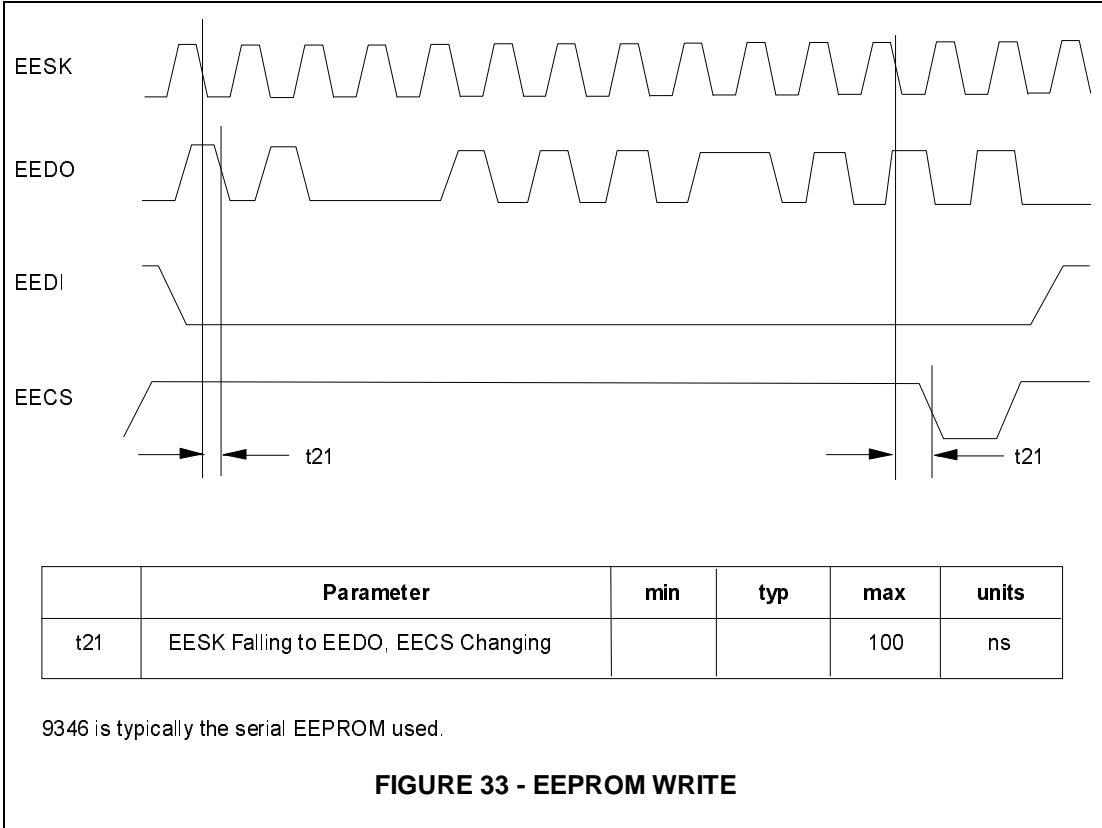 EESK
EEDO
EEDI
EECS
t21
t21
Parameter min typ max units
t21 EESK Falling to EEDO, EECS Changing 100 ns
9346 is typically the serial EEPROM used.
FIGURE 33 - EEPROM WRITE